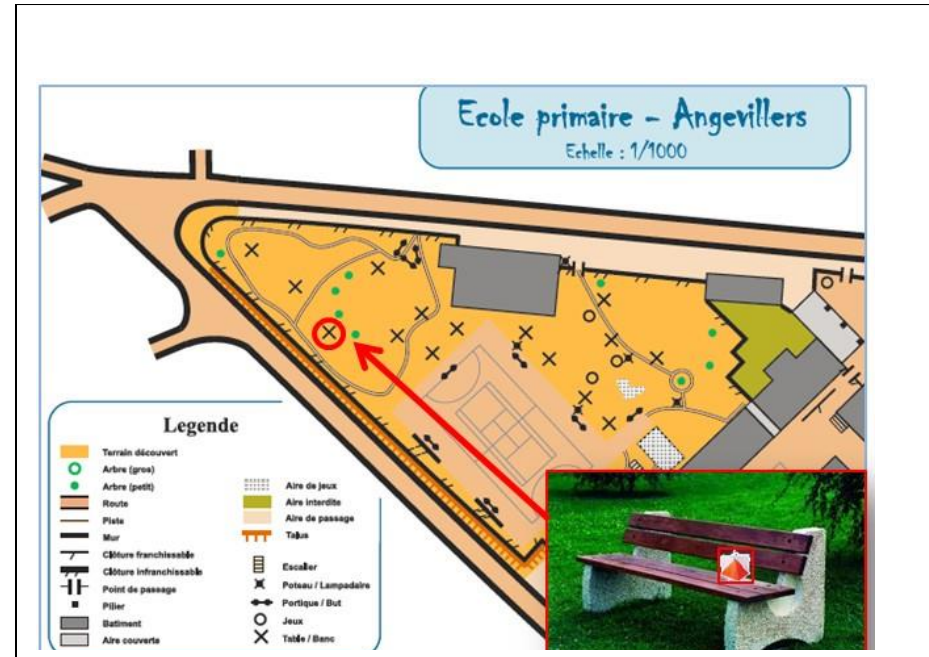 Ecole primaire - Angevillers
Echelle : 1/1000
Legende
Terrain découvert
Arbre (gros)
Arbre (petit)
Route
Piste
Mur
Clôture franchissable
Clôture infranchissable
Point de passage
Pilier
Batiment
Aire couverte
Aire de jeux
Aire interdite
Aire de passage
Talus
Escalier
Poteau / Lampadaire
Portique / But
Jeux
Table / Banc